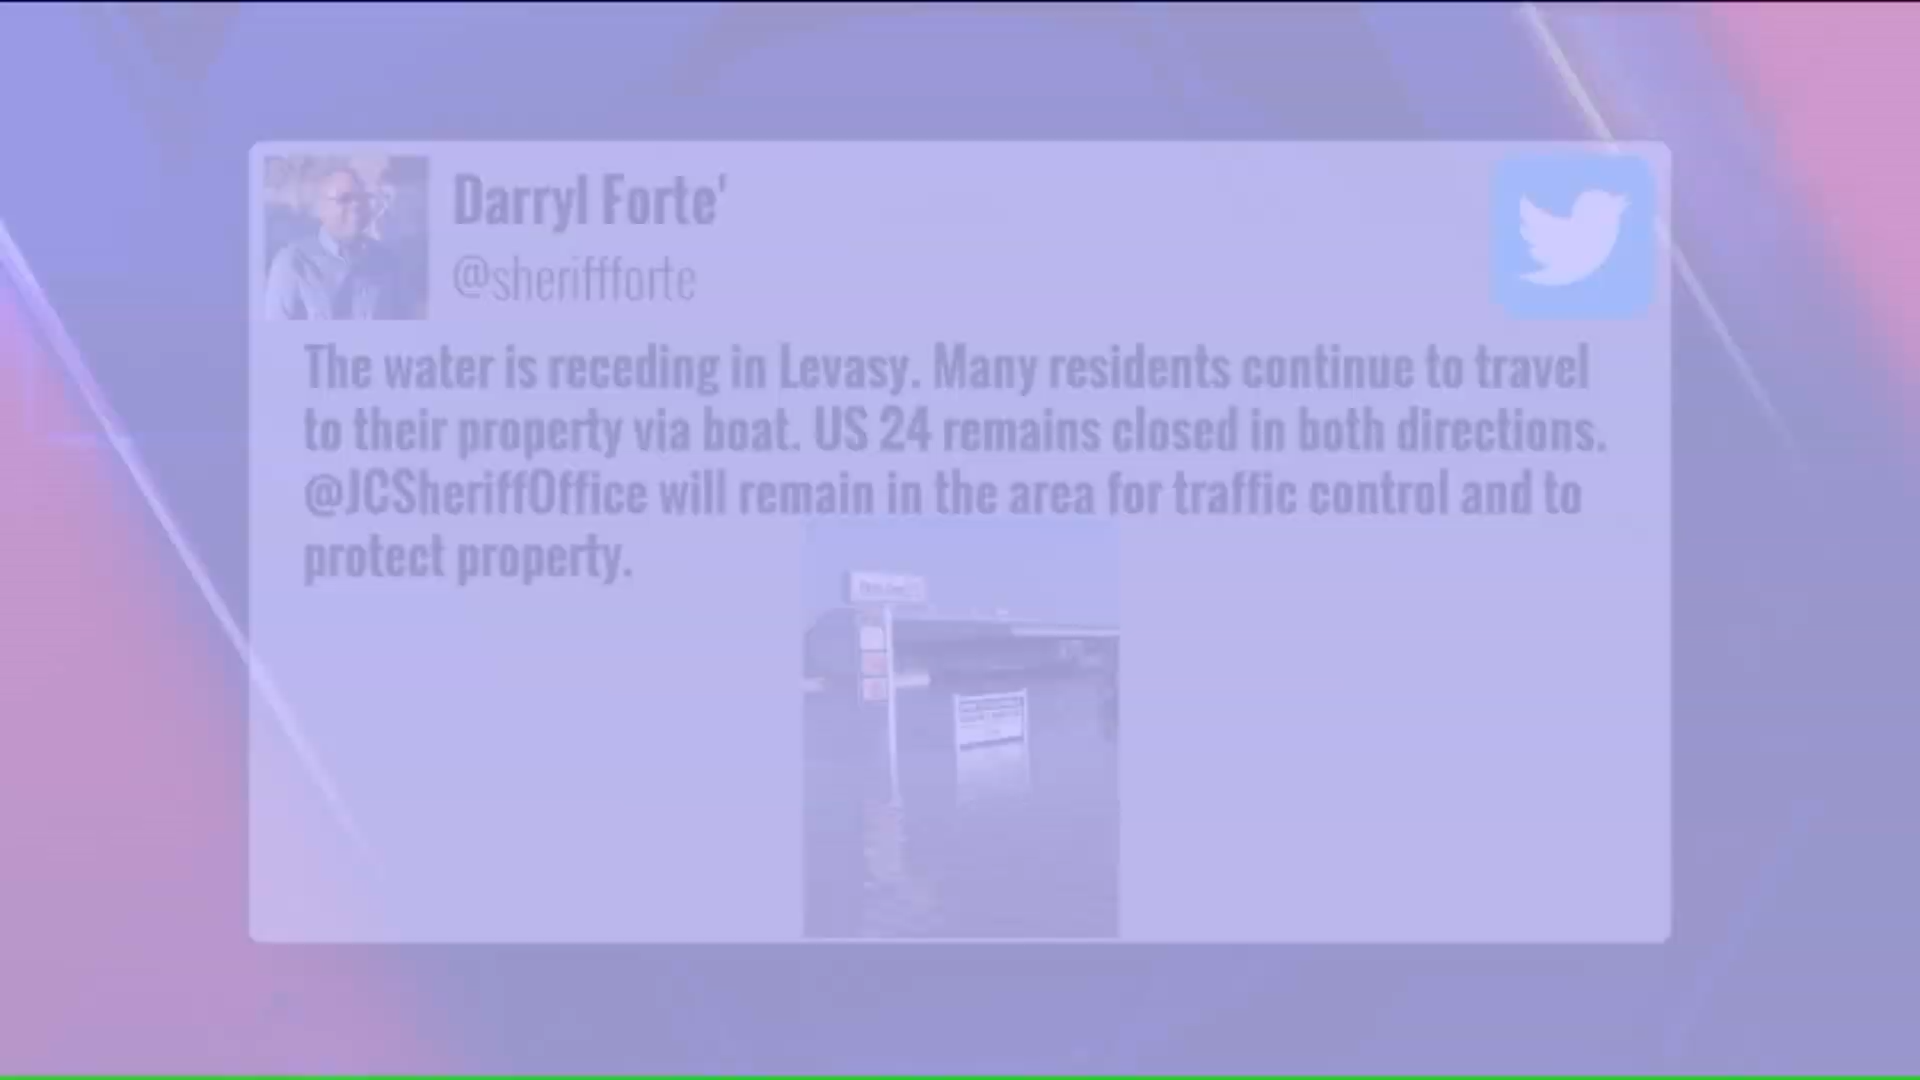 Darryl Forte'
@sheriffforte
The water is receding in Levasy. Many residents continue to travel
to their property via boat. US 24 remains closed in both directions.
@JCSheriffOffice will remain in the area for traffic control and to
protect property.